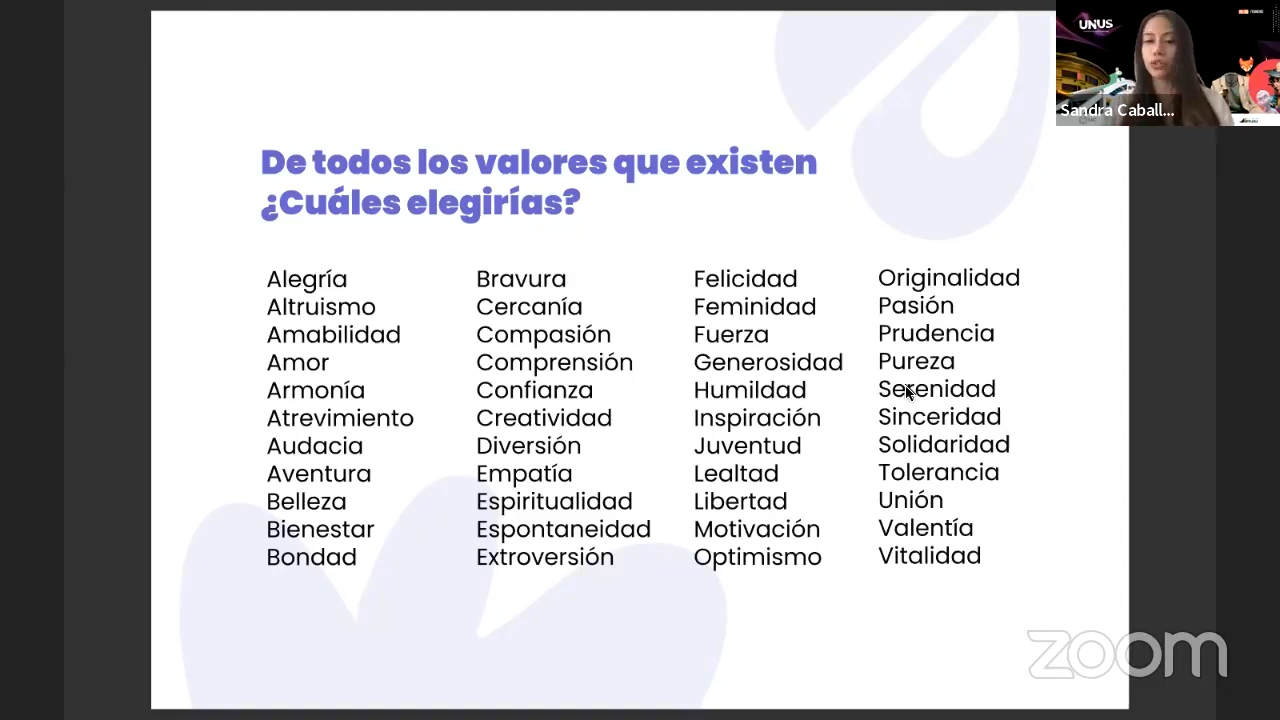 UNUS
Sandra Caball...
De todos los valores que existen
¿Cuáles elegirías?
Alegría
Altruismo
Amabilidad
Amor
Armonía
Atrevimiento
Audacia
Aventura
Belleza
Bienestar
Bondad
Bravura
Cercanía
Compasión
Comprensión
Confianza
Creatividad
Diversión
Empatía
Espiritualidad
Espontaneidad
Extroversión
Felicidad
Feminidad
Fuerza
Generosidad
Humildad
Inspiración
Juventud
Lealtad
Libertad
Motivación
Optimismo
Originalidad
Pasión
Prudencia
Pureza
Serenidad
Sinceridad
Solidaridad
Tolerancia
Unión
Valentía
Vitalidad
zoom